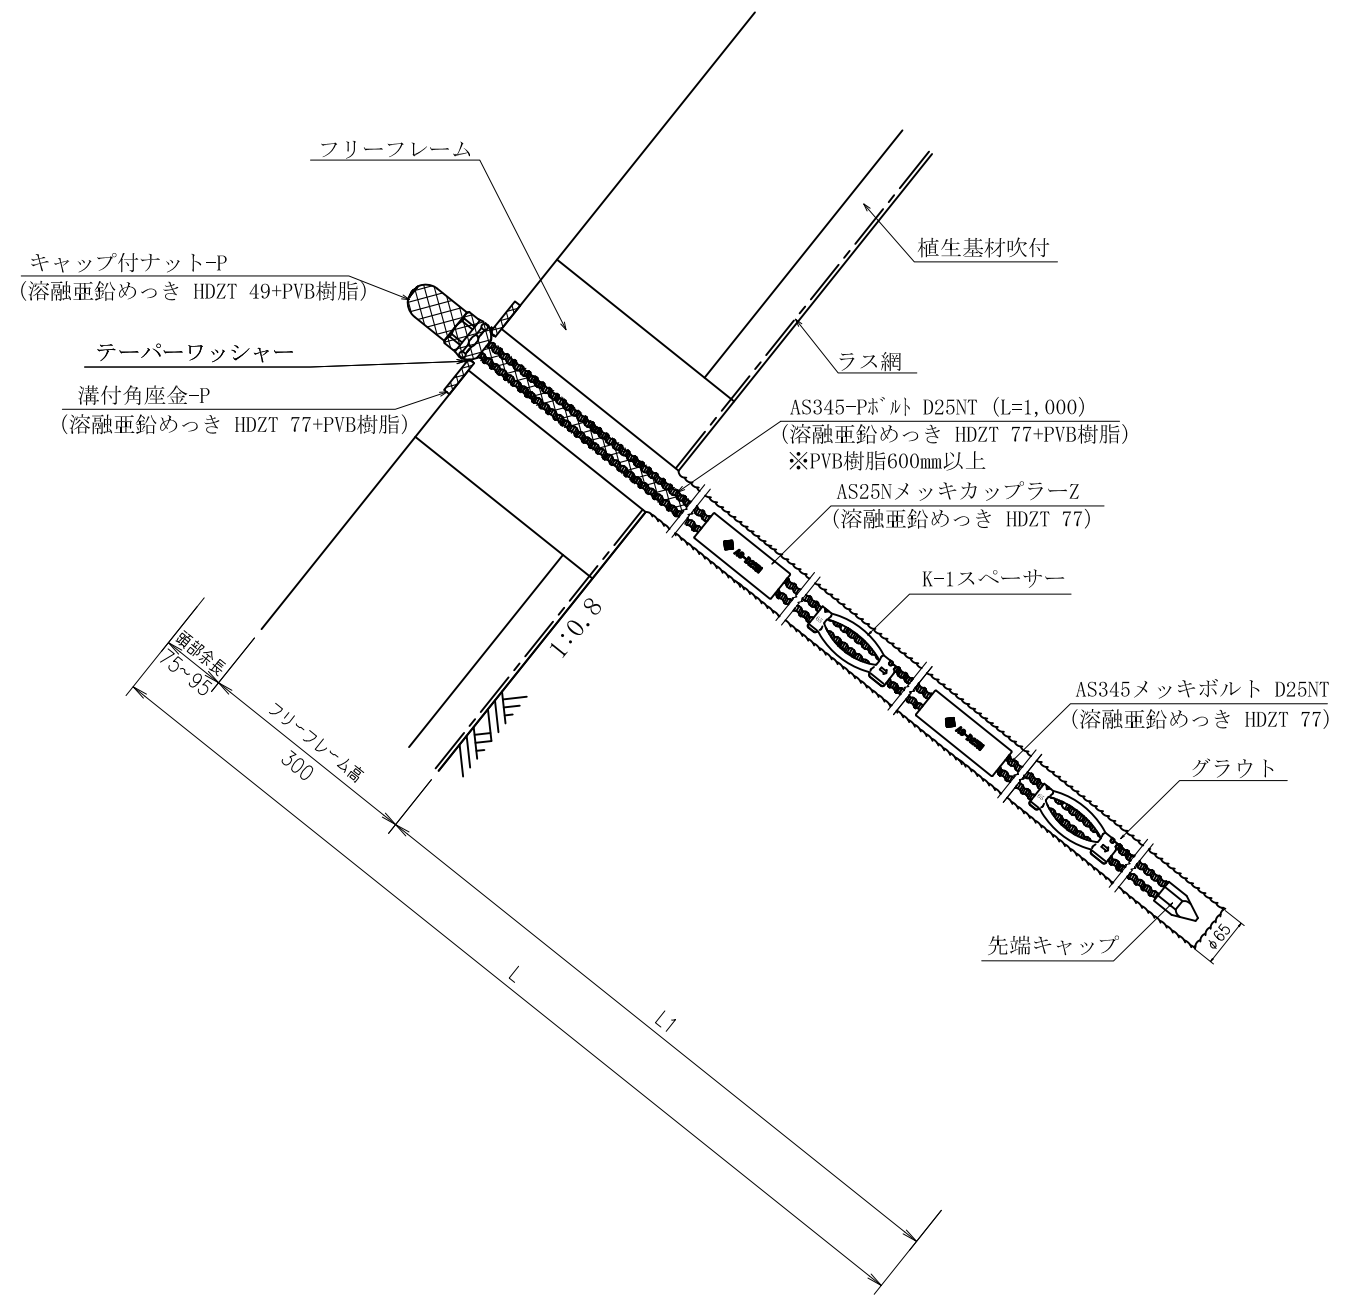 フリーフレーム
植生基材吹付
キャップ付ナット-P
(溶融亜鉛めっき HDZT 49+PVB樹脂)
テーパーワッシャー
ラス網
溝付角座金-P
(溶融亜鉛めっき HDZT 77+PVB樹脂)
AS345-Pﾎﾞﾙﾄ D25NT (L=1,000)
(溶融亜鉛めっき HDZT 77+PVB樹脂)
※PVB樹脂600mm以上
AS25NメッキカップラーZ
(溶融亜鉛めっき HDZT 77)
K-1スペーサー
1:0.8
頭部余長
75~95
フリーフレーム高
300
AS345メッキボルト D25NT
(溶融亜鉛めっき HDZT 77)
グラウト
先端キャップ
φ65
L
L1